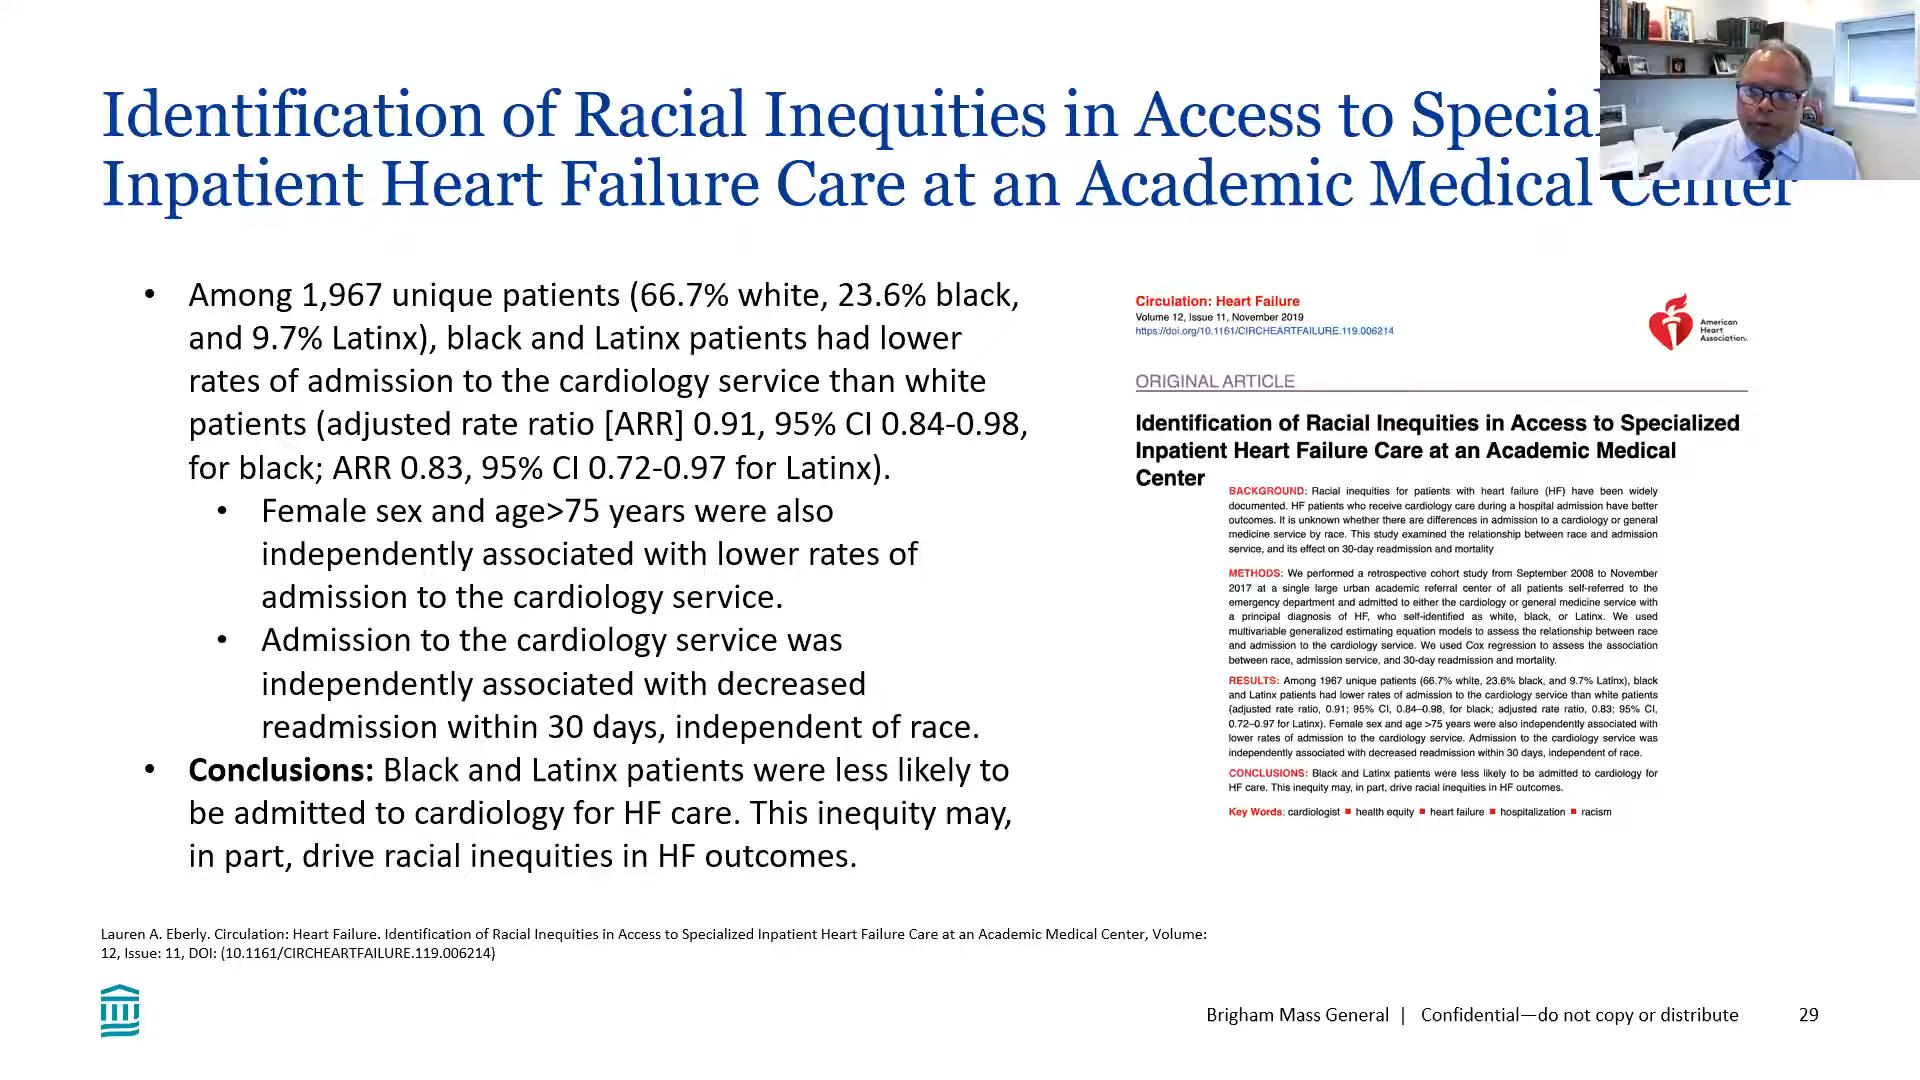 Identification of Racial Inequities in Access to Special
Inpatient Heart Failure Care at an Academic Medical Center
• Among 1,967 unique patients (66.7% white, 23.6% black,
and 9.7% Latinx), black and Latinx patients had lower
rates of admission to the cardiology service than white
patients (adjusted rate ratio [ARR] 0.91, 95% CI 0.84-0.98,
for black; ARR 0.83, 95% CI 0.72-0.97 for Latinx).
• Female sex and age>75 years were also
independently associated with lower rates of
admission to the cardiology service.
• Admission to the cardiology service was
independently associated with decreased
readmission within 30 days, independent of race.
• Conclusions: Black and Latinx patients were less likely to
be admitted to cardiology for HF care. This inequity may,
in part, drive racial inequities in HF outcomes.
Circulation: Heart Failure
Volume 12, Issue 11, November 2019
https://doi.org/10.1161/CIRCHEARTFAILURE.119.006214
American
Heart
Association.
ORIGINAL ARTICLE
Identification of Racial Inequities in Access to Specialized
Inpatient Heart Failure Care at an Academic Medical
Center
BACKGROUND: Racial inequities for patients with heart failure (HF) have been widely
documented. HF patients who receive cardiology care during a hospital admission have better
outcomes. It is unknown whether there are differences in admission to a cardiology or general
medicine service by race. This study examined the relationship between race and admission
service, and its effect on 30-day readmission and mortality
METHODS: We performed a retrospective cohort study from September 2008 to November
2017 at a single large urban academic referral center of all patients self-referred to the
emergency department and admitted to either the cardiology or general medicine service with
a principal diagnosis of HF, who self-identified as white, black, or Latinx. We used
multivariable generalized estimating equation models to assess the relationship between race
and admission to the cardiology service. We used Cox regression to assess the association
between race, admission service, and 30-day readmission and mortality.
RESULTS: Among 1967 unique patients (66.7% white, 23.6% black, and 9.7% Latinx), black
and Latinx patients had lower rates of admission to the cardiology service than white patients
(adjusted rate ratio, 0.91; 95% CI, 0.84–0.98, for black; adjusted rate ratio, 0.83; 95% CI,
0.72–0.97 for Latinx). Female sex and age >75 years were also independently associated with
lower rates of admission to the cardiology service. Admission to the cardiology service was
independently associated with decreased readmission within 30 days, independent of race.
CONCLUSIONS: Black and Latinx patients were less likely to be admitted to cardiology for
HF care. This inequity may, in part, drive racial inequities in HF outcomes.
Key Words: cardiologist ■ health equity ■ heart failure ■ hospitalization ■ racism
Lauren A. Eberly. Circulation: Heart Failure. Identification of Racial Inequities in Access to Specialized Inpatient Heart Failure Care at an Academic Medical Center, Volume:
12, Issue: 11, DOI: (10.1161/CIRCHEARTFAILURE.119.006214)
Brigham Mass General | Confidential—do not copy or distribute 29